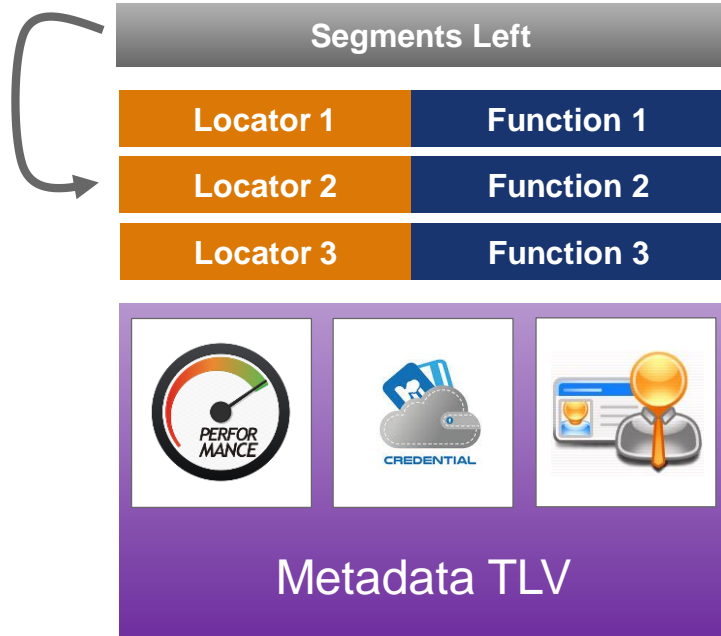 Segments Left
Locator 1 Function 1
Locator 2 Function 2
Locator 3 Function 3
PERFOR
MANCE
CREDENTIAL
Metadata TLV